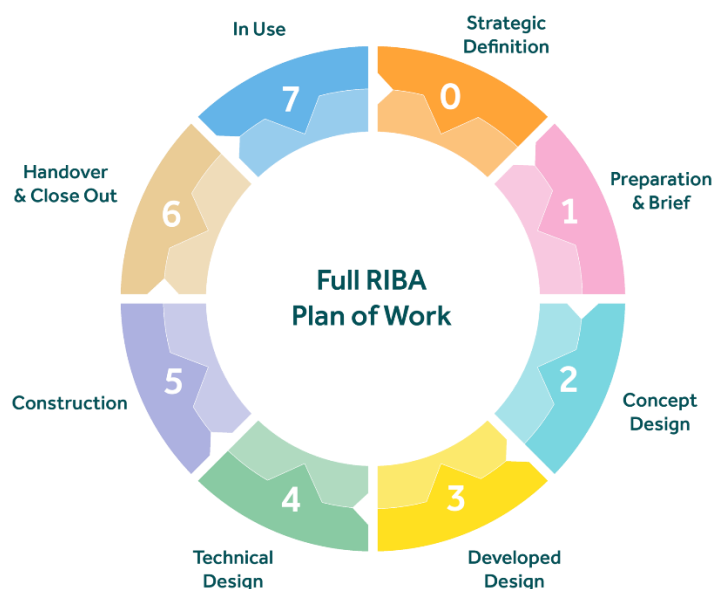 In Use
Strategic
Definition
7
0
Handover
& Close Out
Preparation
& Brief
6
1
Full RIBA
Plan of Work
5
2
Construction
Concept
Design
4
3
Technical
Design
Developed
Design